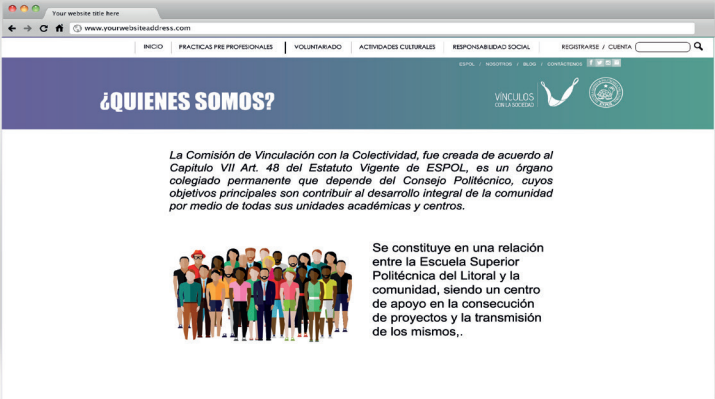 Your website title here
www.yourwebsiteaddress.com
INICIO PRACTICAS PRE PROFESIONALES VOLUNTARIADO ACTIVIDADES CULTURALES RESPONSABILIDAD SOCIAL REGISTRARSE / CUENTA
ESPOL / NOSOTROS / BLOG / CONTÁCTENOS
¿QUIENES SOMOS?
VÍNCULOS
CON LA SOCIEDAD
La Comisión de Vinculación con la Colectividad, fue creada de acuerdo al
Capitulo VII Art. 48 del Estatuto Vigente de ESPOL, es un órgano
colegiado permanente que depende del Consejo Politécnico, cuyos
objetivos principales son contribuir al desarrollo integral de la comunidad
por medio de todas sus unidades académicas y centros.
Se constituye en una relación
entre la Escuela Superior
Politécnica del Litoral y la
comunidad, siendo un centro
de apoyo en la consecución
de proyectos y la transmisión
de los mismos,.